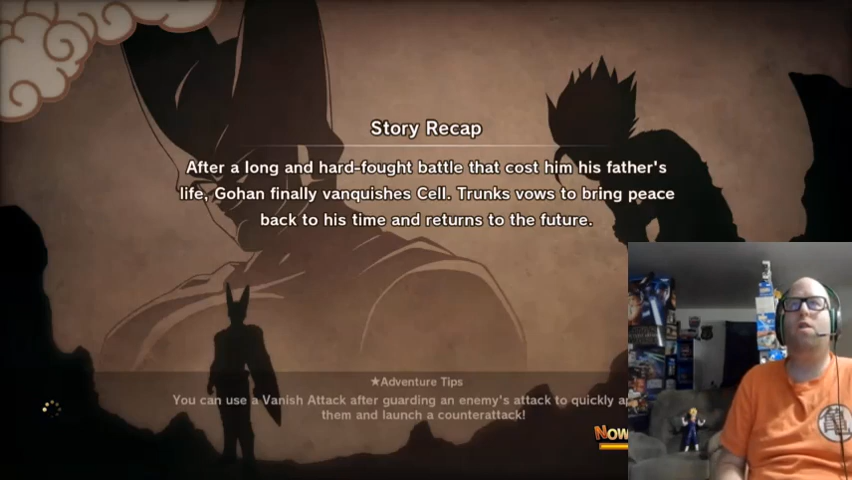 Story Recap
After a long and hard-fought battle that cost him his father's
life, Gohan finally vanquishes Cell. Trunks vows to bring peace
back to his time and returns to the future.
★Adventure Tips
You can use a Vanish Attack after guarding an enemy's attack to quickly
them and launch a counterattack!
Now